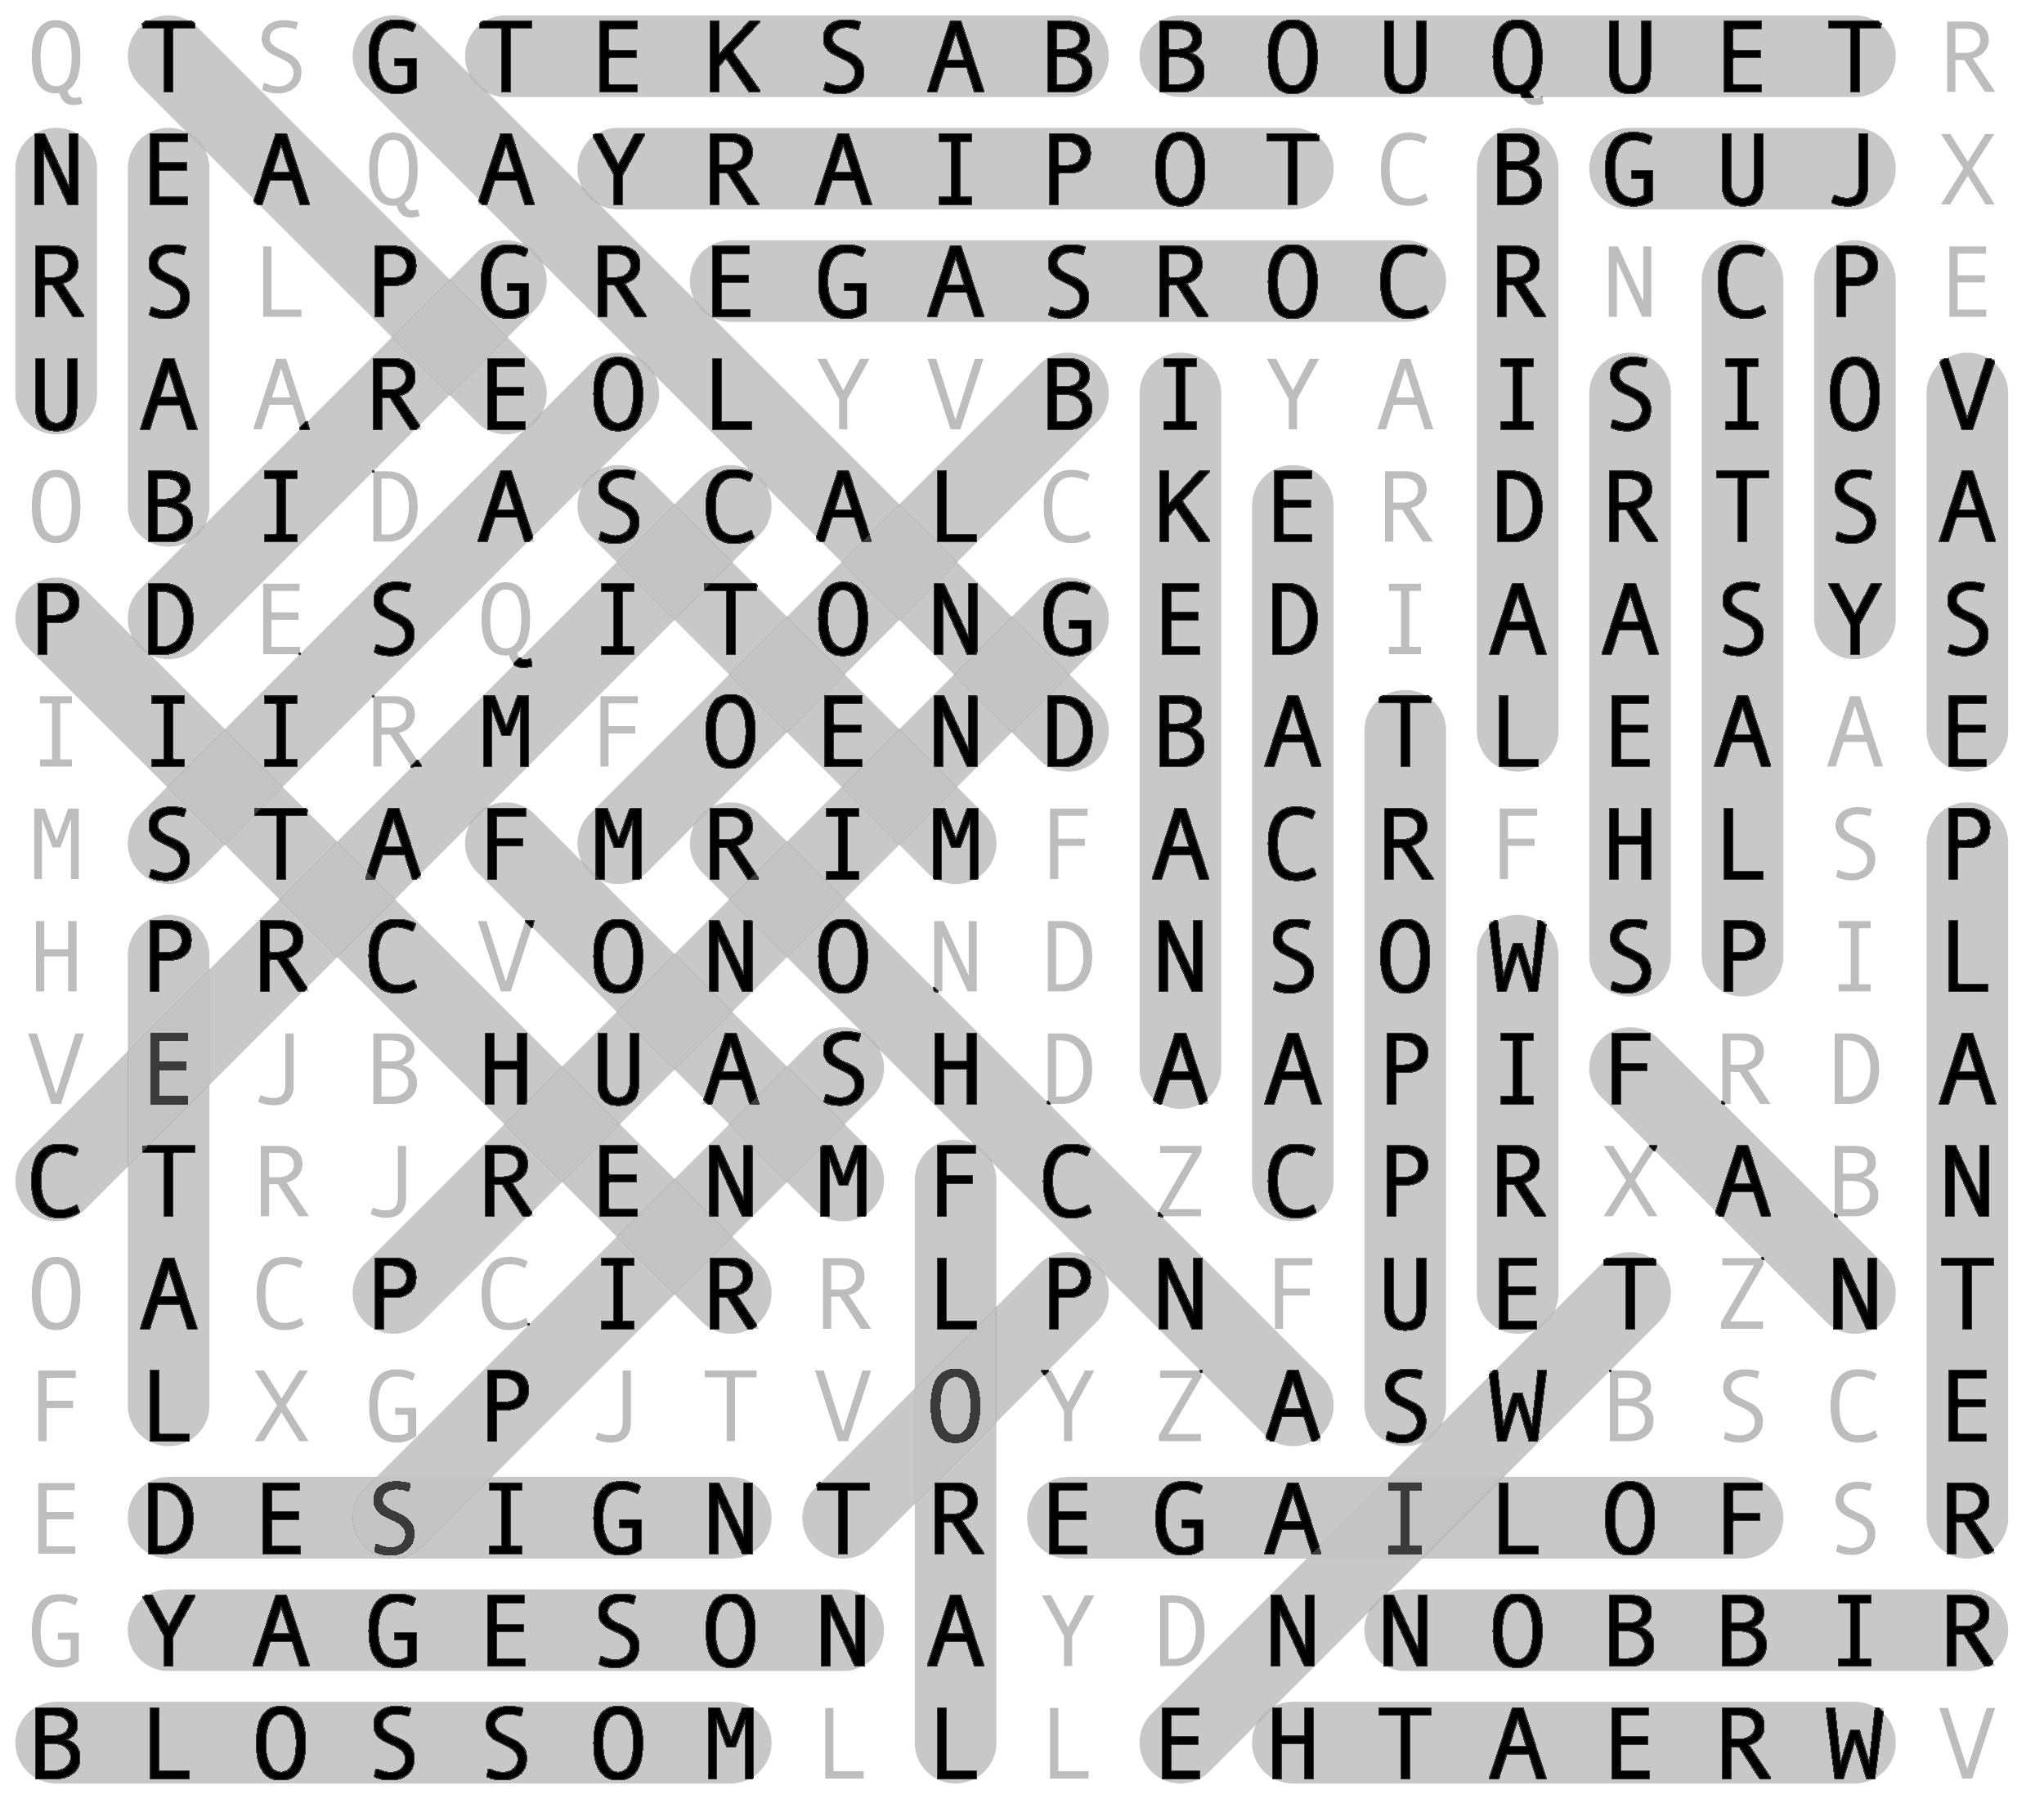 Q T S G T E K S A B B O U Q U E T R
N E A Q A Y R A I P O T C B G U J X
R S L P G R E G A S R O C R N C P E
U A A R E O L Y V B I Y A I S I O V
O B I D A S C A L C K E R D R T S A
P D E S Q I T O N G E D I A A S Y S
I I I R M F O E N D B A T L E A A E
M S T A F M R I M F A C R F H L S P
H P R C V O N O N D N S O W S P I L
V E J B H U A S H D A A P I F R D A
C T R J R E N M F C Z C P R X A B N
O A C P C I R R L P N F U E T Z N T
F L X G P J T V O Y Z A S W B S C E
E D E S I G N T R E G A I L O F S R
G Y A G E S O N A Y D N N O B B I R
B L O S S O M L L L E H T A E R W V